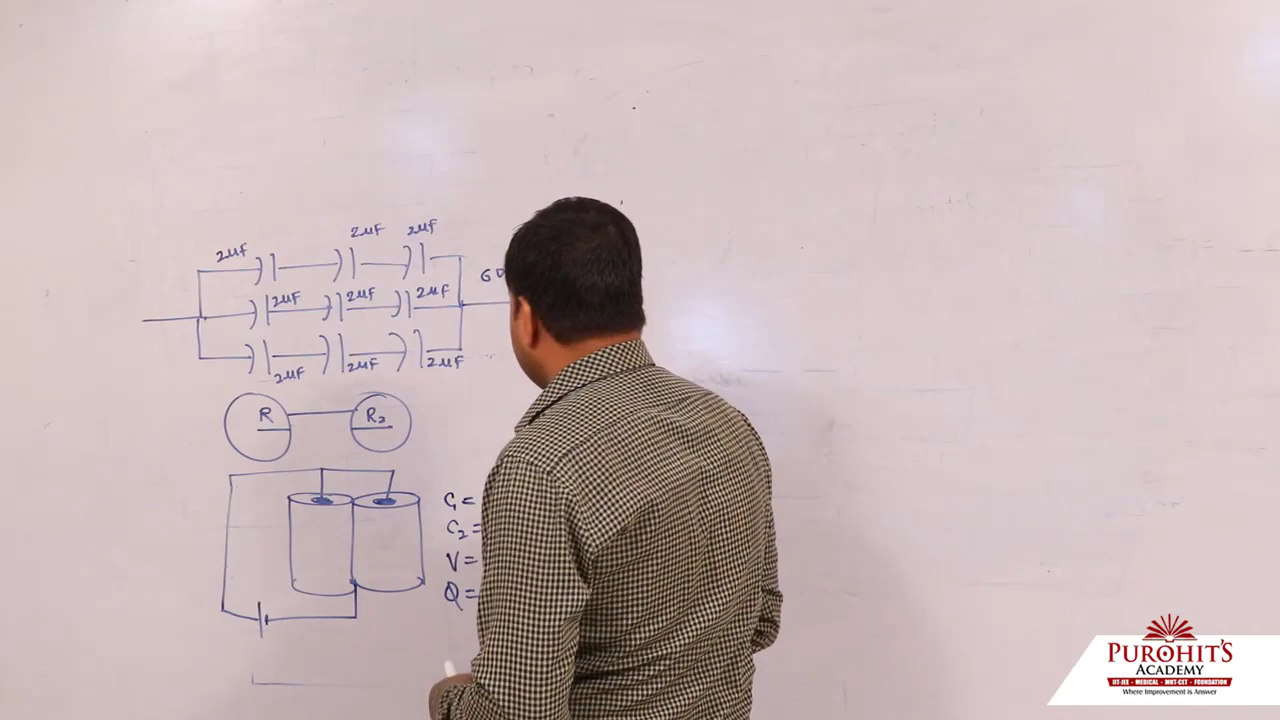 2μF 2μF 2μF
2μF 2μF 2μF
2μF 2μF 2μF
R R₂
C₁ =
C₂ =
V =
Q =
PUROHIT'S
ACADEMY
IIT-JEE - MEDICAL - MHT-CET - FOUNDATION
Where Improvement is Answer